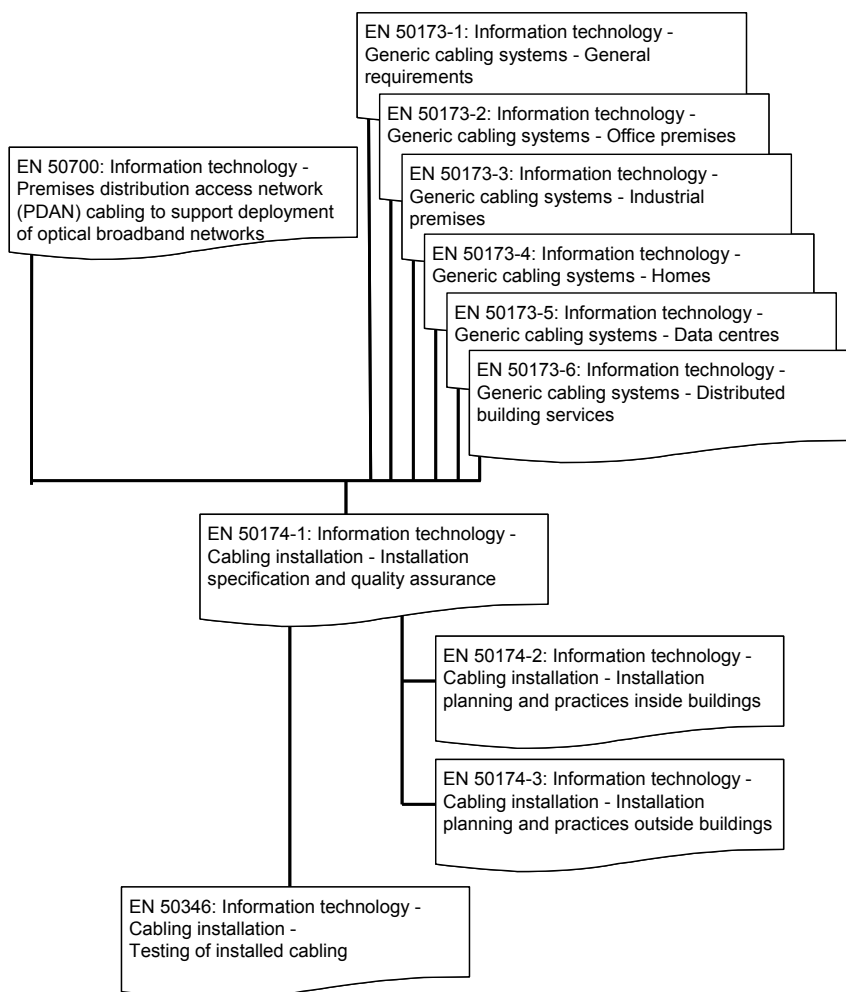 EN 50173-1: Information technology -
Generic cabling systems - General
requirements
EN 50173-2: Information technology -
Generic cabling systems - Office premises
EN 50700: Information technology -
Premises distribution access network
(PDAN) cabling to support deployment
of optical broadband networks
EN 50173-3: Information technology -
Generic cabling systems - Industrial
premises
EN 50173-4: Information technology -
Generic cabling systems - Homes
EN 50173-5: Information technology -
Generic cabling systems - Data centres
EN 50173-6: Information technology -
Generic cabling systems - Distributed
building services
EN 50174-1: Information technology -
Cabling installation - Installation
specification and quality assurance
EN 50174-2: Information technology -
Cabling installation - Installation
planning and practices inside buildings
EN 50174-3: Information technology -
Cabling installation - Installation
planning and practices outside buildings
EN 50346: Information technology -
Cabling installation -
Testing of installed cabling